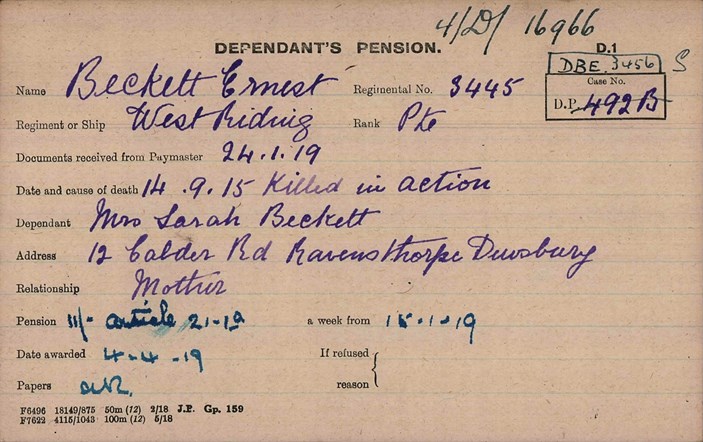 4/D/ 16966
DEPENDANT'S PENSION. D.1
DBE 3456 S
Name Beckett Ernest Regimental No. 3445
Case No.
D.P. 492B
Regiment or Ship West Riding Rank Pte
Documents received from Paymaster 24.1.19
Date and cause of death 14.9.15 Killed in action
Dependant Mrs Sarah Beckett
Address 12 Calder Rd Ravensthorpe Dewsbury
Relationship Mother
Pension 11/- article 21-19 a week from 15-1-19
Date awarded 4-4-19 If refused
Papers reason
F6496 18149/875 50m (12) 2/18 J.P. Gp. 159
F7622 4115/1043 100m (12) 5/18